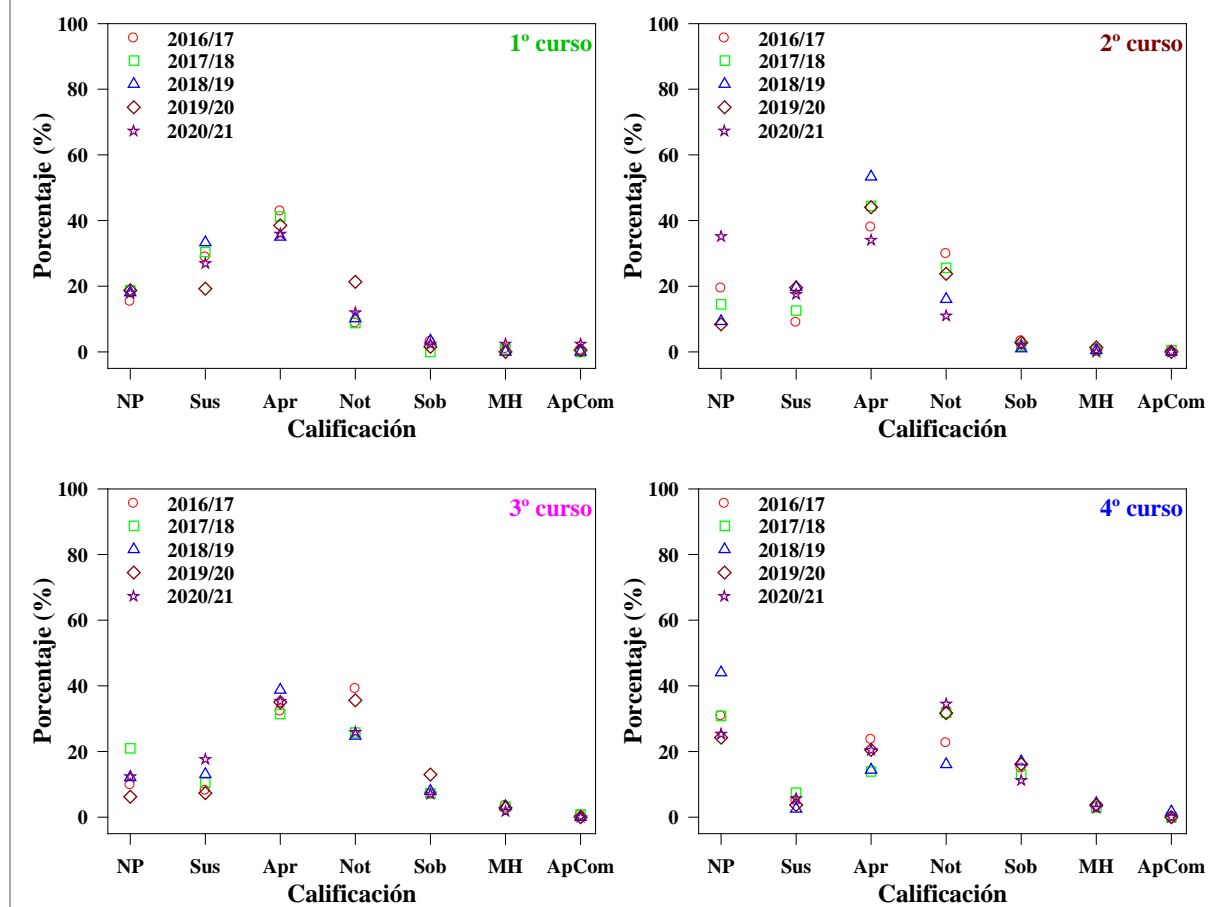 100
80
60
40
20
0
Porcentaje (%)
2016/17
2017/18
2018/19
2019/20
2020/21
1º curso
NP Sus Apr Not Sob MH ApCom
Calificación
100
80
60
40
20
0
Porcentaje (%)
2016/17
2017/18
2018/19
2019/20
2020/21
2º curso
NP Sus Apr Not Sob MH ApCom
Calificación
100
80
60
40
20
0
Porcentaje (%)
2016/17
2017/18
2018/19
2019/20
2020/21
3º curso
NP Sus Apr Not Sob MH ApCom
Calificación
100
80
60
40
20
0
Porcentaje (%)
2016/17
2017/18
2018/19
2019/20
2020/21
4º curso
NP Sus Apr Not Sob MH ApCom
Calificación